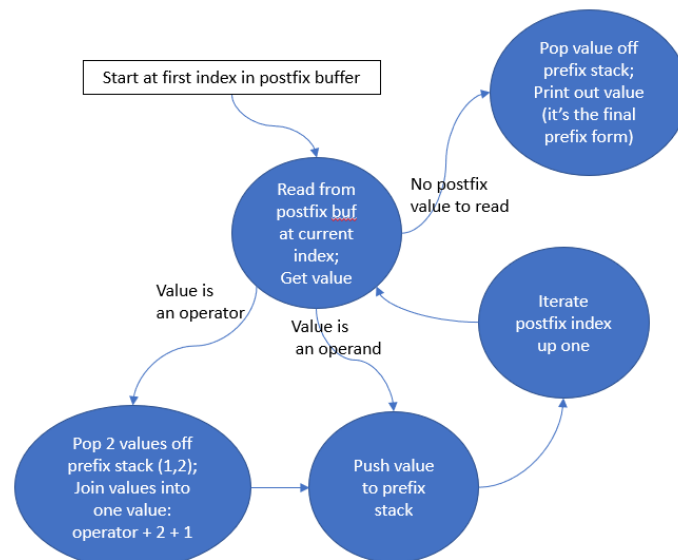 Start at first index in postfix buffer
Pop value off
prefix stack;
Print out value
(it's the final
prefix form)
Read from
postfix buf
at current
index;
Get value
No postfix
value to read
Value is
an operator
Value is
an operand
Iterate
postfix index
up one
Pop 2 values off
prefix stack (1,2);
Join values into
one value:
operator + 2 + 1
Push value
to prefix
stack